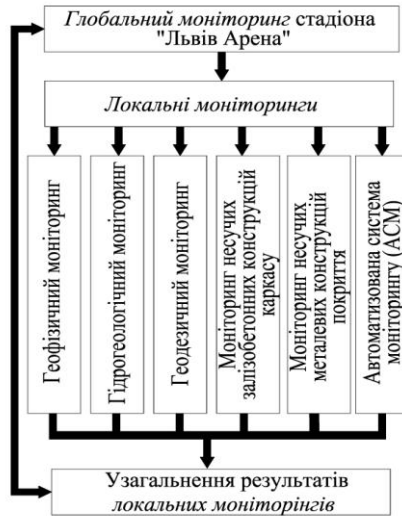 Глобальний моніторинг стадіона
"Львів Арена"
Локальні моніторинги
Геофізичний моніторинг
Гідрогеологічний моніторинг
Геодезичний моніторинг
Моніторинг несучих
залізобетонних конструкцій
каркасу
Моніторинг несучих
металевих конструкцій
покриття
Автоматизована система
моніторингу (АСМ)
Узагальнення результатів
локальних моніторінгів